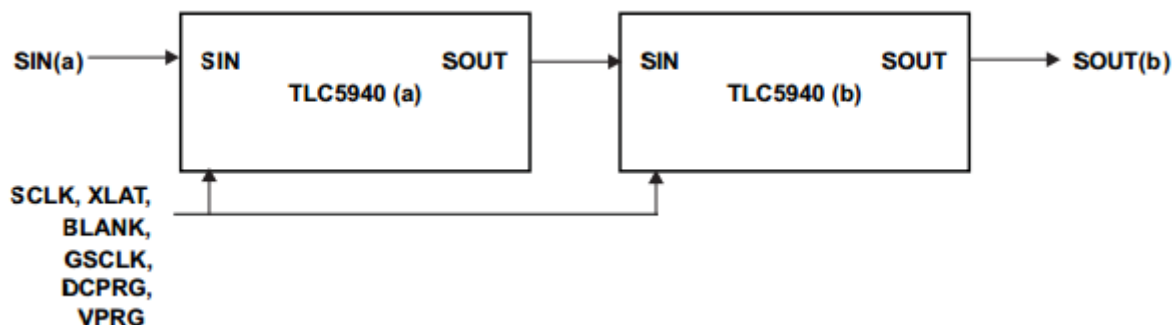 SIN(a)
SIN
SOUT
TLC5940 (a)
SIN
SOUT
TLC5940 (b)
SOUT(b)
SCLK, XLAT,
BLANK,
GSCLK,
DCPRG,
VPRG